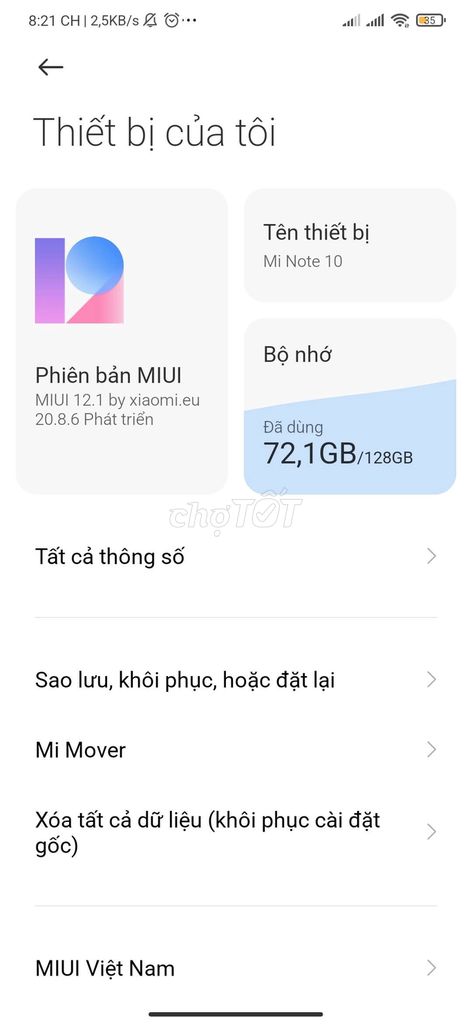 8:21 CH | 2,5KB/s
35
Thiết bị của tôi
Phiên bản MIUI
MIUI 12.1 by xiaomi.eu
20.8.6 Phát triển
Tên thiết bị
Mi Note 10
Bộ nhớ
Đã dùng
72,1GB/128GB
chợTỐT
Tất cả thông số
Sao lưu, khôi phục, hoặc đặt lại
Mi Mover
Xóa tất cả dữ liệu (khôi phục cài đặt
gốc)
MIUI Việt Nam